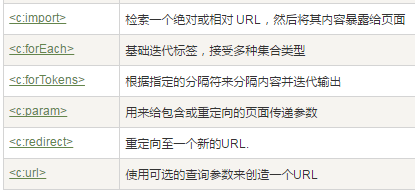 <c:import> 检索一个绝对或相对 URL，然后将其内容暴露给页面
<c:forEach> 基础迭代标签，接受多种集合类型
<c:forTokens> 根据指定的分隔符来分隔内容并迭代输出
<c:param> 用来给包含或重定向的页面传递参数
<c:redirect> 重定向至一个新的URL.
<c:url> 使用可选的查询参数来创造一个URL